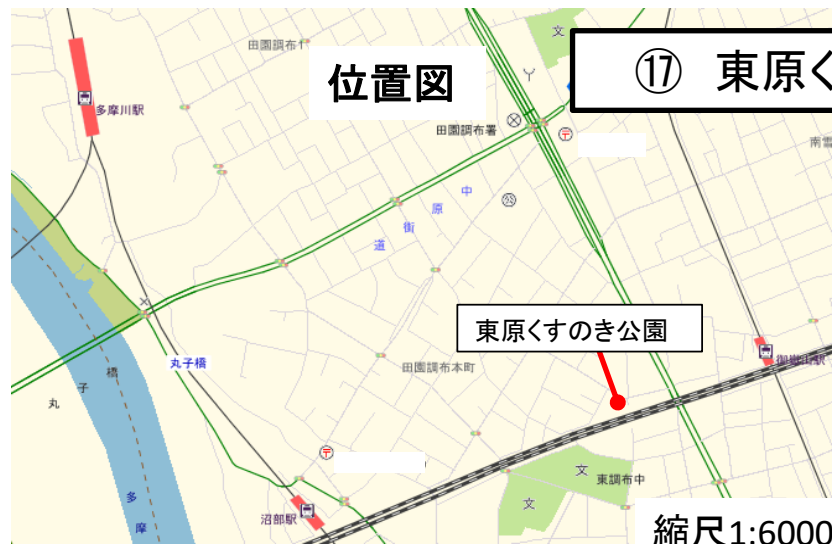 位置図
⑰ 東原く
文
田園調布1
多摩川駅
田園調布署
南雪
中
原
街
道
東原くすのき公園
御嶽山駅
丸子橋
田園調布本町
橋
子
丸
文
東調布中
文
沼部駅
多
摩
縮尺1:6000